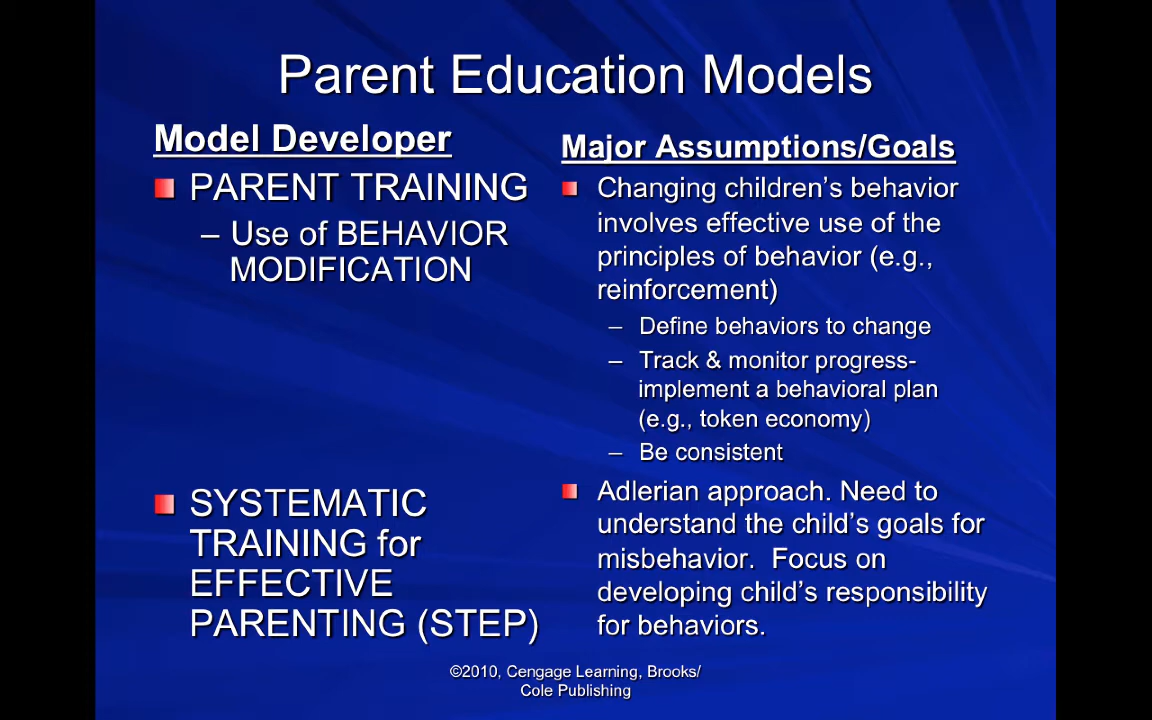 Parent Education Models
Model Developer
PARENT TRAINING
– Use of BEHAVIOR
MODIFICATION
SYSTEMATIC
TRAINING for
EFFECTIVE
PARENTING (STEP)
Major Assumptions/Goals
Changing children’s behavior
involves effective use of the
principles of behavior (e.g.,
reinforcement)
– Define behaviors to change
– Track & monitor progress-
implement a behavioral plan
(e.g., token economy)
– Be consistent
Adlerian approach. Need to
understand the child’s goals for
misbehavior.  Focus on
developing child’s responsibility
for behaviors.
©2010, Cengage Learning, Brooks/
Cole Publishing